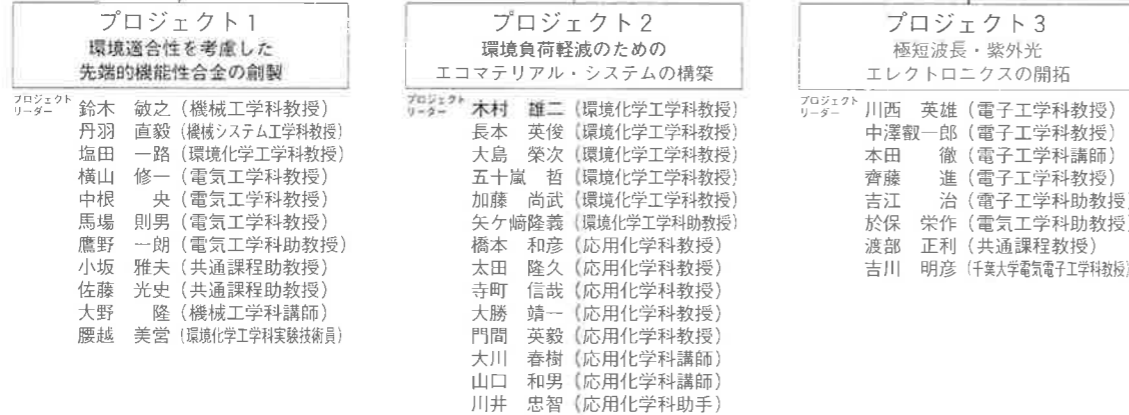 プロジェクト1
環境適合性を考慮した
先端的機能性合金の創製
プロジェクトリーダー 鈴木 敏之(機械工学科教授)
丹羽 直毅(機械システム工学科教授)
塩田 一路(環境化学工学科教授)
横山 修一(電気工学科教授)
中根 央(電気工学科教授)
馬場 則男(電気工学科教授)
鷹野 一朗(電気工学科助教授)
小坂 雅夫(共通課程助教授)
佐藤 光史(共通課程助教授)
大野 隆(機械工学科講師)
腰越 美営(環境化学工学科実験技術員)
プロジェクト2
環境負荷軽減のための
エコマテリアル・システムの構築
プロジェクトリーダー 木村 雄二(環境化学工学科教授)
長本 英俊(環境化学工学科教授)
大島 榮次(環境化学工学科教授)
五十嵐 哲(環境化学工学科教授)
加藤 尚武(環境化学工学科教授)
矢ケ﨑隆義(環境化学工学科助教授)
橋本 和彦(応用化学科教授)
太田 隆久(応用化学科教授)
寺町 信哉(応用化学科教授)
大勝 靖一(応用化学科教授)
門間 英毅(応用化学科教授)
大川 春樹(応用化学科講師)
山口 和男(応用化学科講師)
川井 忠智(応用化学科助手)
プロジェクト3
極短波長・紫外光
エレクトロニクスの開拓
プロジェクトリーダー 川西 英雄(電子工学科教授)
中澤叡一郎(電子工学科教授)
本田 徹(電子工学科講師)
齊藤 進(電子工学科教授)
吉江 治(電子工学科助教授)
於保 栄作(電気工学科助教授)
渡部 正利(共通課程教授)
吉川 明彦(千葉大学電気電子工学科教授)